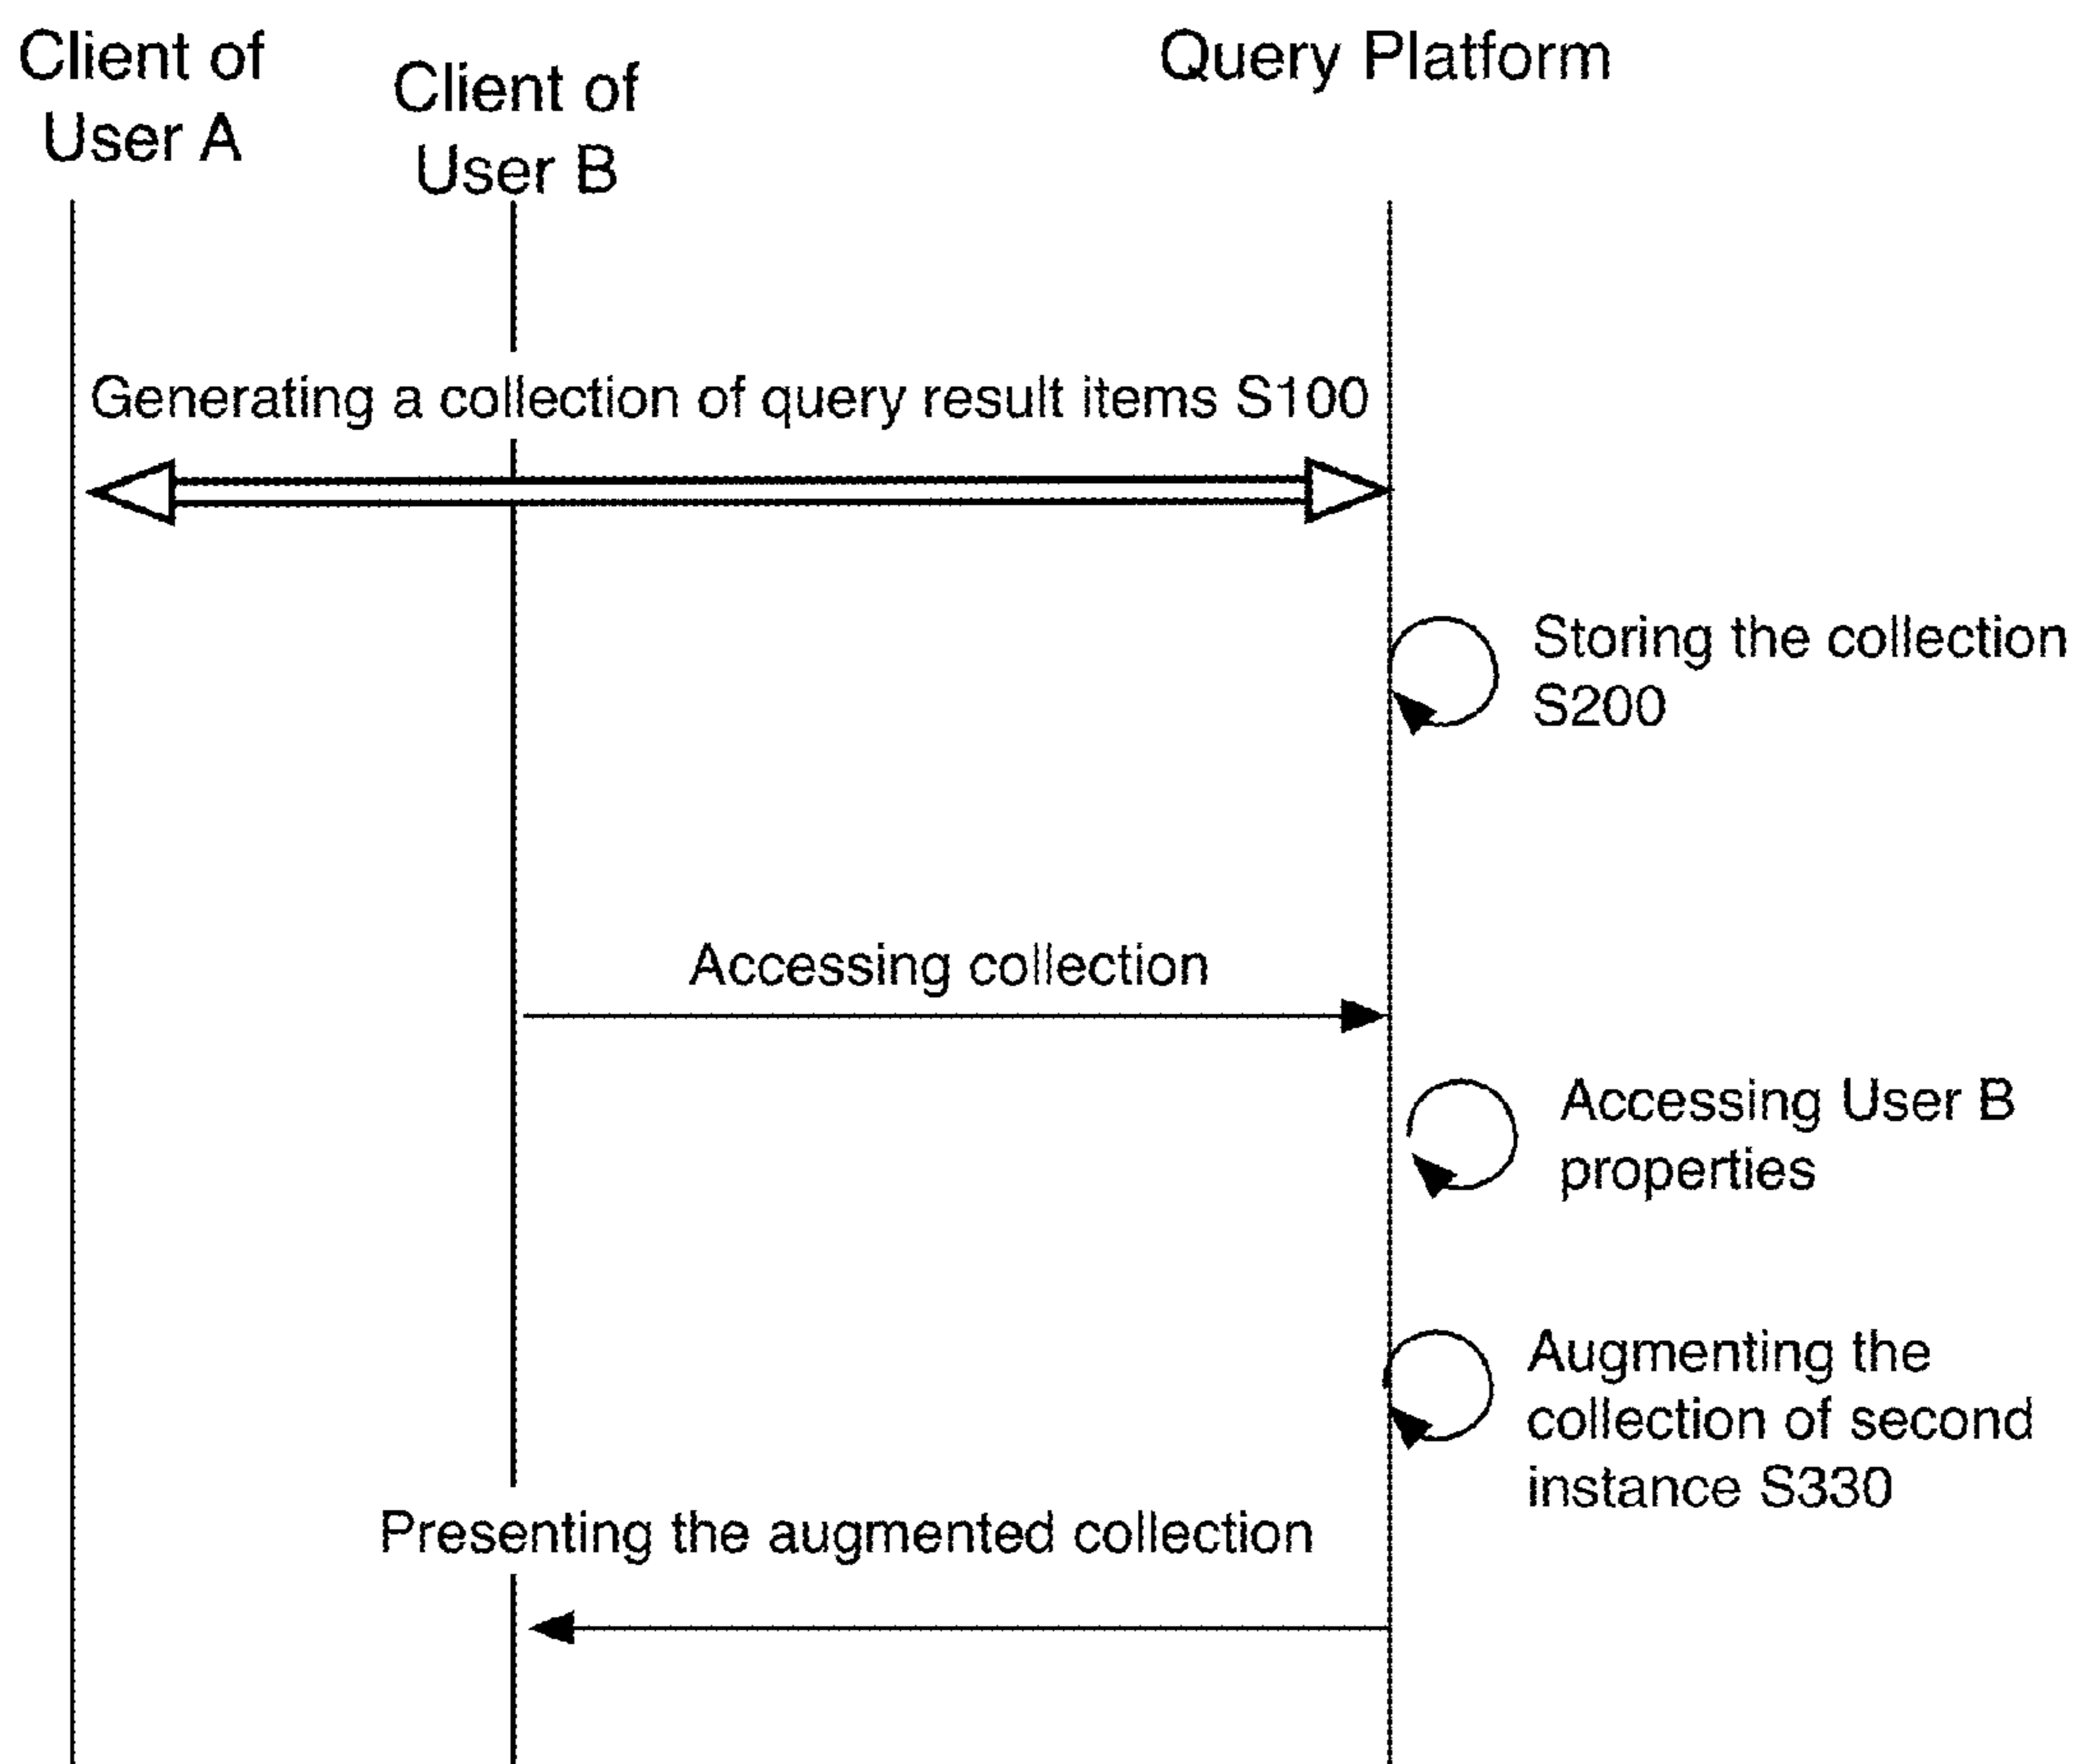 Client of
User A
Client of
User B
Query Platform
Generating a collection of query result items S100
Storing the collection
S200
Accessing collection
Accessing User B
properties
Augmenting the
collection of second
instance S330
Presenting the augmented collection